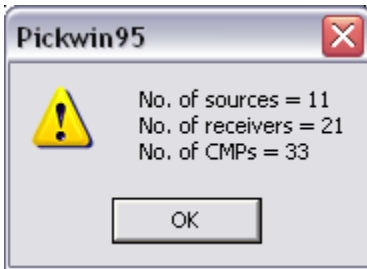 Pickwin95
No. of sources = 11
No. of receivers = 21
No. of CMPs = 33
OK